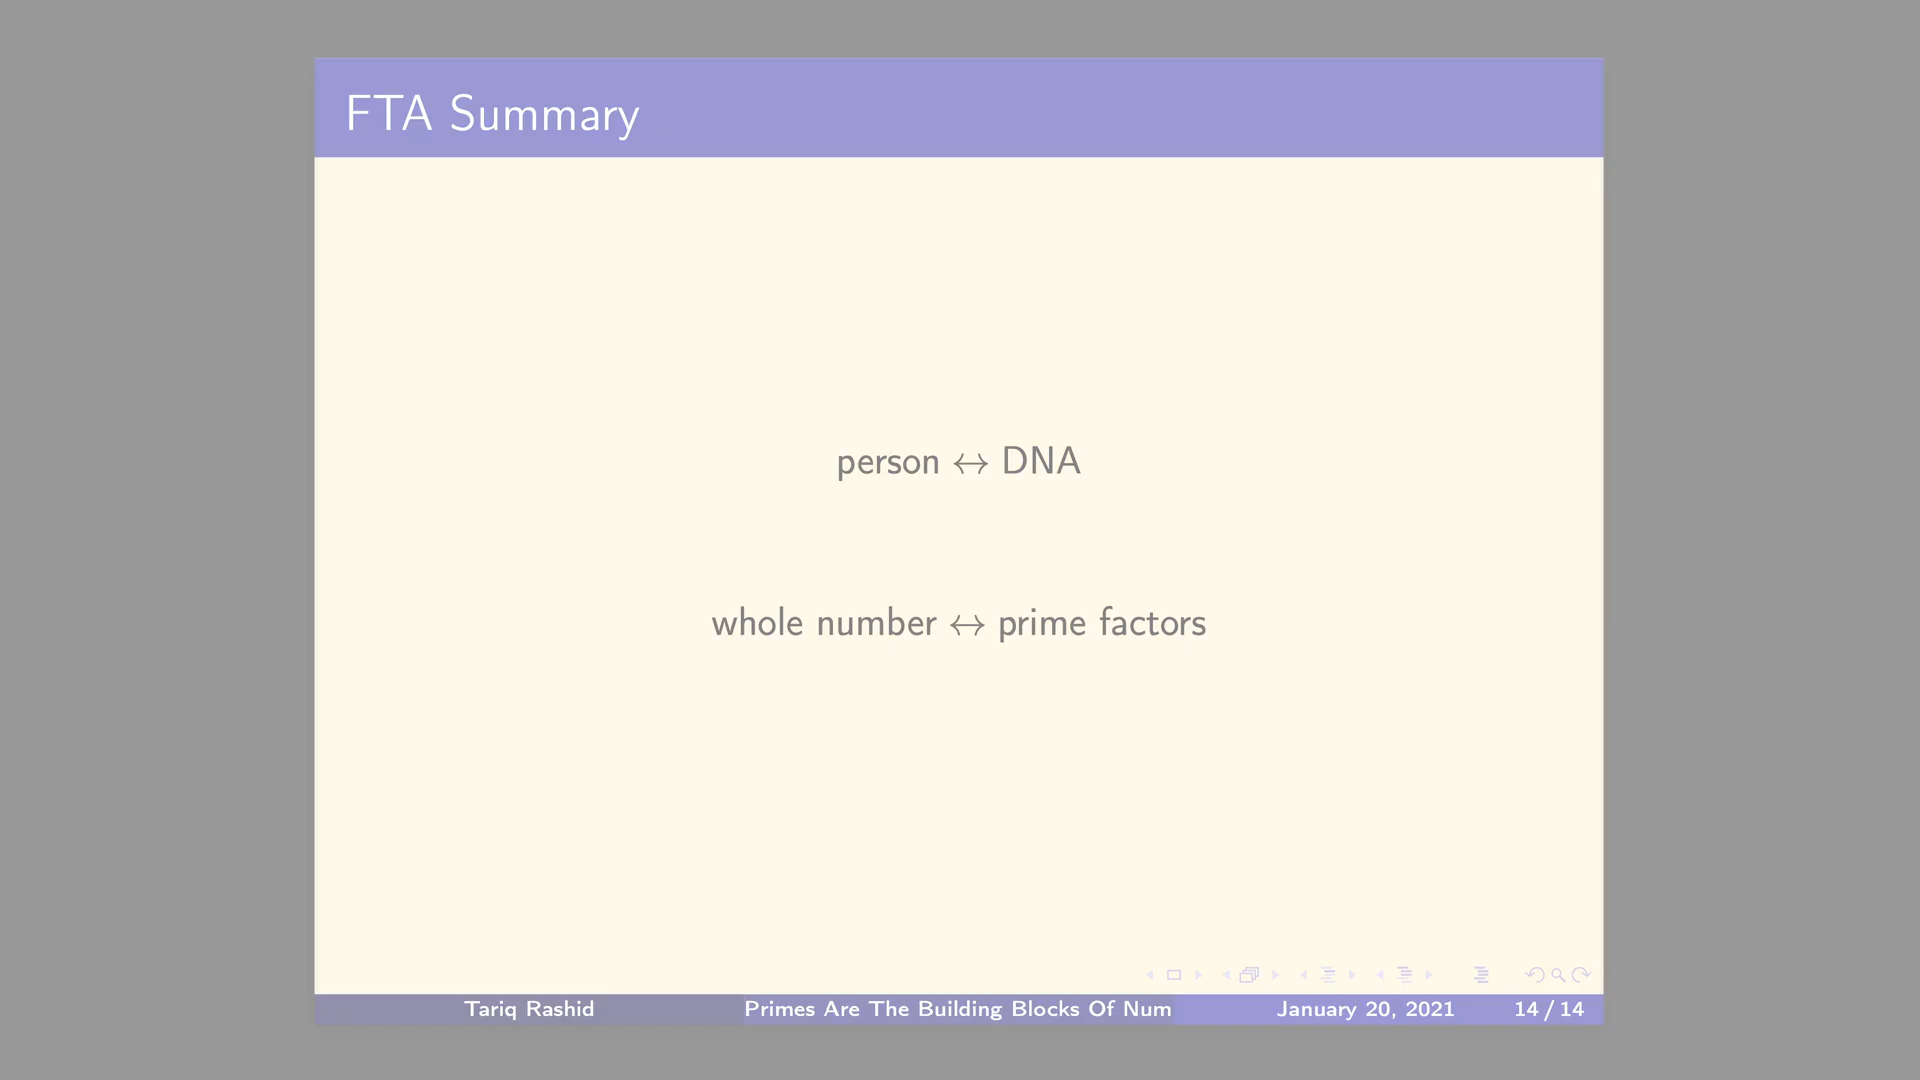 FTA Summary
person ↔ DNA
whole number ↔ prime factors
Tariq Rashid
Primes Are The Building Blocks Of Num
January 20, 2021
14 / 14